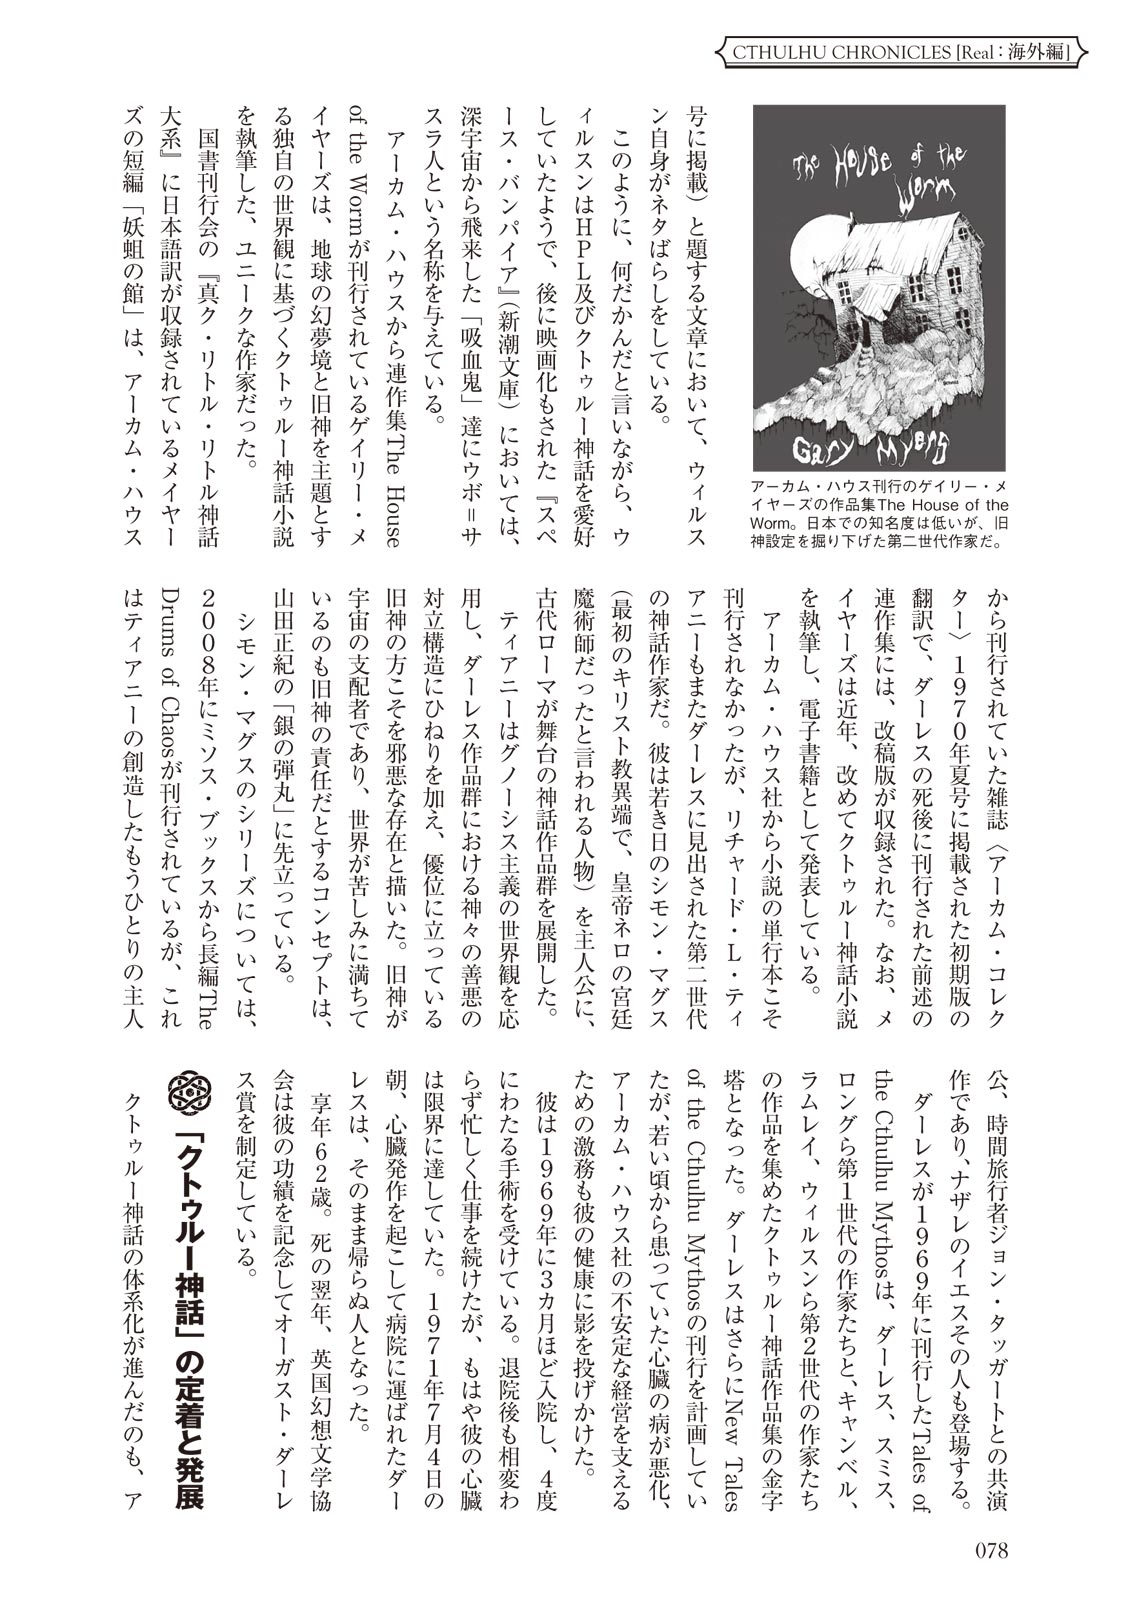 CTHULHU CHRONICLES [Real：海外編]
The House of the
Worm
Gary Myers
アーカム・ハウス刊行のゲイリー・メ
イヤーズの作品集The House of the
Worm。日本での知名度は低いが、旧
神設定を掘り下げた第二世代作家だ。
号に掲載）と題する文章において、ウィルス
ン自身がネタばらしをしている。
このように、何だかんだと言いながら、ウ
ィルスンはHPL及びクトゥルー神話を愛好
していたようで、後に映画化もされた『スペ
ース・バンパイア』（新潮文庫）においては、
深宇宙から飛来した「吸血鬼」達にウボ＝サ
スラ人という名称を与えている。
アーカム・ハウスから連作集The House
of the Wormが刊行されているゲイリー・メ
イヤーズは、地球の幻夢境と旧神を主題とす
る独自の世界観に基づくクトゥルー神話小説
を執筆した、ユニークな作家だった。
国書刊行会の『真ク・リトル・リトル神話
大系』に日本語訳が収録されているメイヤー
ズの短編「妖蛆の館」は、アーカム・ハウス
から刊行されていた雑誌〈アーカム・コレク
ター〉1970年夏号に掲載された初期版の
翻訳で、ダーレスの死後に刊行された前述の
連作集には、改稿版が収録された。なお、メ
イヤーズは近年、改めてクトゥルー神話小説
を執筆し、電子書籍として発表している。
アーカム・ハウス社から小説の単行本こそ
刊行されなかったが、リチャード・L・ティ
アニーもまたダーレスに見出された第二世代
の神話作家だ。彼は若き日のシモン・マグス
（最初のキリスト教異端で、皇帝ネロの宮廷
魔術師だったと言われる人物）を主人公に、
古代ローマが舞台の神話作品群を展開した。
ティアニーはグノーシス主義の世界観を応
用し、ダーレス作品群における神々の善悪の
対立構造にひねりを加え、優位に立っている
旧神の方こそを邪悪な存在と描いた。旧神が
宇宙の支配者であり、世界が苦しみに満ちて
いるのも旧神の責任だとするコンセプトは、
山田正紀の「銀の弾丸」に先立っている。
シモン・マグスのシリーズについては、
2008年にミソス・ブックスから長編The
Drums of Chaosが刊行されているが、これ
はティアニーの創造したもうひとりの主人
公、時間旅行者ジョン・タッガートとの共演
作であり、ナザレのイエスその人も登場する。
ダーレスが1969年に刊行したTales of
the Cthulhu Mythosは、ダーレス、スミス、
ロングら第1世代の作家たちと、キャンベル、
ラムレイ、ウィルスンら第2世代の作家たち
の作品を集めたクトゥルー神話作品集の金字
塔となった。ダーレスはさらにNew Tales
of the Cthulhu Mythosの刊行を計画してい
たが、若い頃から患っていた心臓の病が悪化、
アーカム・ハウス社の不安定な経営を支える
ための激務も彼の健康に影を投げかけた。
彼は1969年に3カ月ほど入院し、4度
にわたる手術を受けている。退院後も相変わ
らず忙しく仕事を続けたが、もはや彼の心臓
は限界に達していた。1971年7月4日の
朝、心臓発作を起こして病院に運ばれたダー
レスは、そのまま帰らぬ人となった。
享年62歳。死の翌年、英国幻想文学協
会は彼の功績を記念してオーガスト・ダーレ
ス賞を制定している。
「クトゥルー神話」の定着と発展
クトゥルー神話の体系化が進んだのも、ア
078